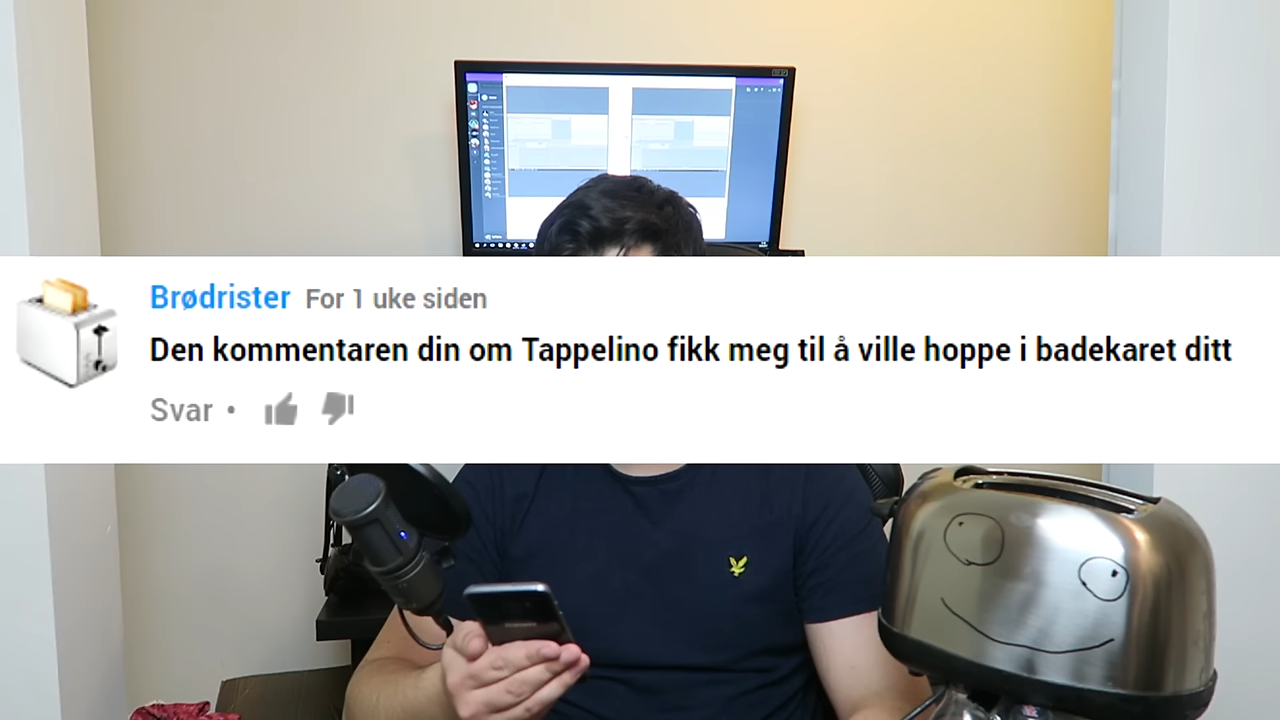 Brødrister For 1 uke siden
Den kommentaren din om Tappelino fikk meg til å ville hoppe i badekaret ditt
Svar •